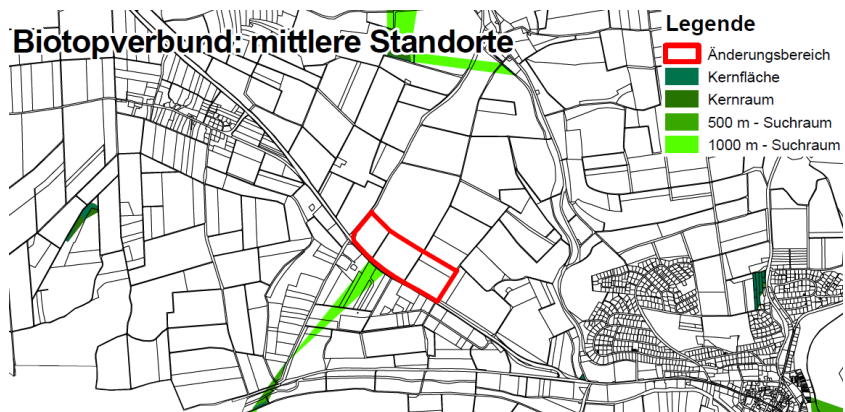 Biotopverbund: mittlere Standorte
Legende
Änderungsbereich
Kernfläche
Kernraum
500 m - Suchraum
1000 m - Suchraum